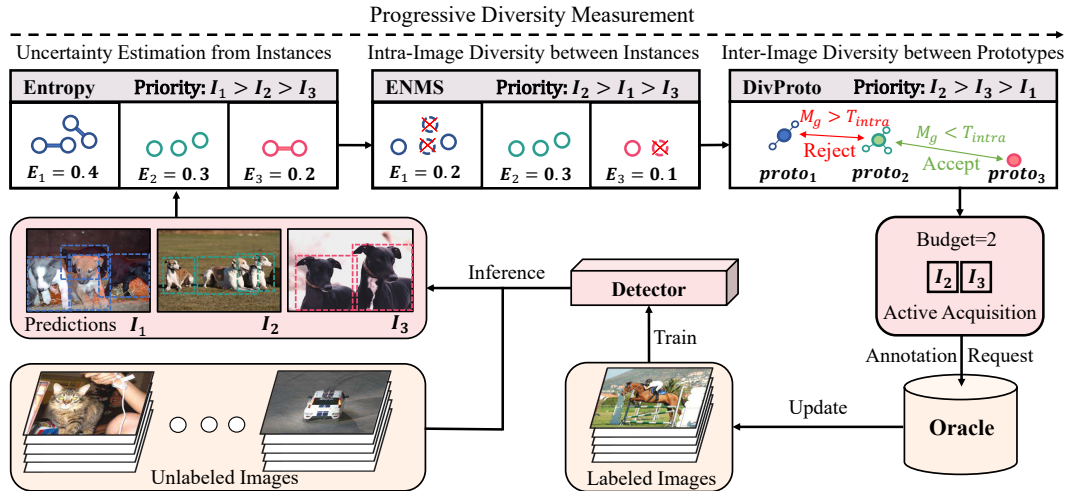 Progressive Diversity Measurement
Uncertainty Estimation from Instances
Intra-Image Diversity between Instances
Inter-Image Diversity between Prototypes
Entropy Priority: I₁ > I₂ > I₃
E₁ = 0.4
E₂ = 0.3
E₃ = 0.2
ENMS Priority: I₂ > I₁ > I₃
E₁ = 0.2
E₂ = 0.3
E₃ = 0.1
DivProto Priority: I₂ > I₃ > I₁
M_g > T_intra
Reject
M_g < T_intra
Accept
proto₁
proto₂
proto₃
Predictions I₁
I₂
I₃
Inference
Detector
Train
Budget=2
I₂ I₃
Active Acquisition
Annotation Request
Oracle
Update
Labeled Images
Unlabeled Images